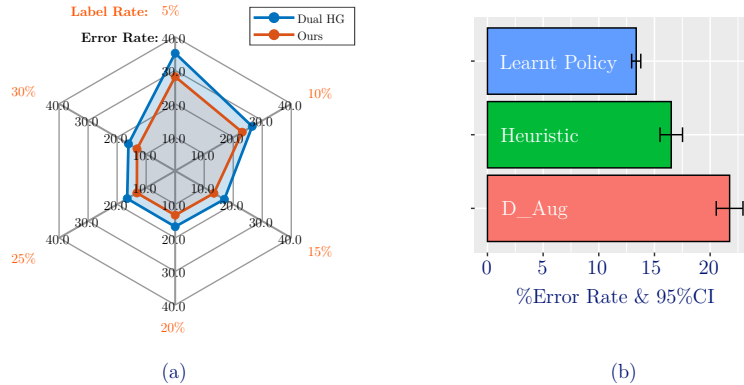 Label Rate: 5%
Error Rate:
Dual HG
Ours
40.0
30.0
20.0
10.0
10%
40.0
30.0
20.0
10.0
15%
40.0
30.0
20.0
10.0
20%
40.0
30.0
20.0
10.0
25%
40.0
30.0
20.0
10.0
30%
40.0
30.0
20.0
10.0
(a)
Learnt Policy
Heuristic
D_Aug
0 5 10 15 20
%Error Rate & 95%CI
(b)